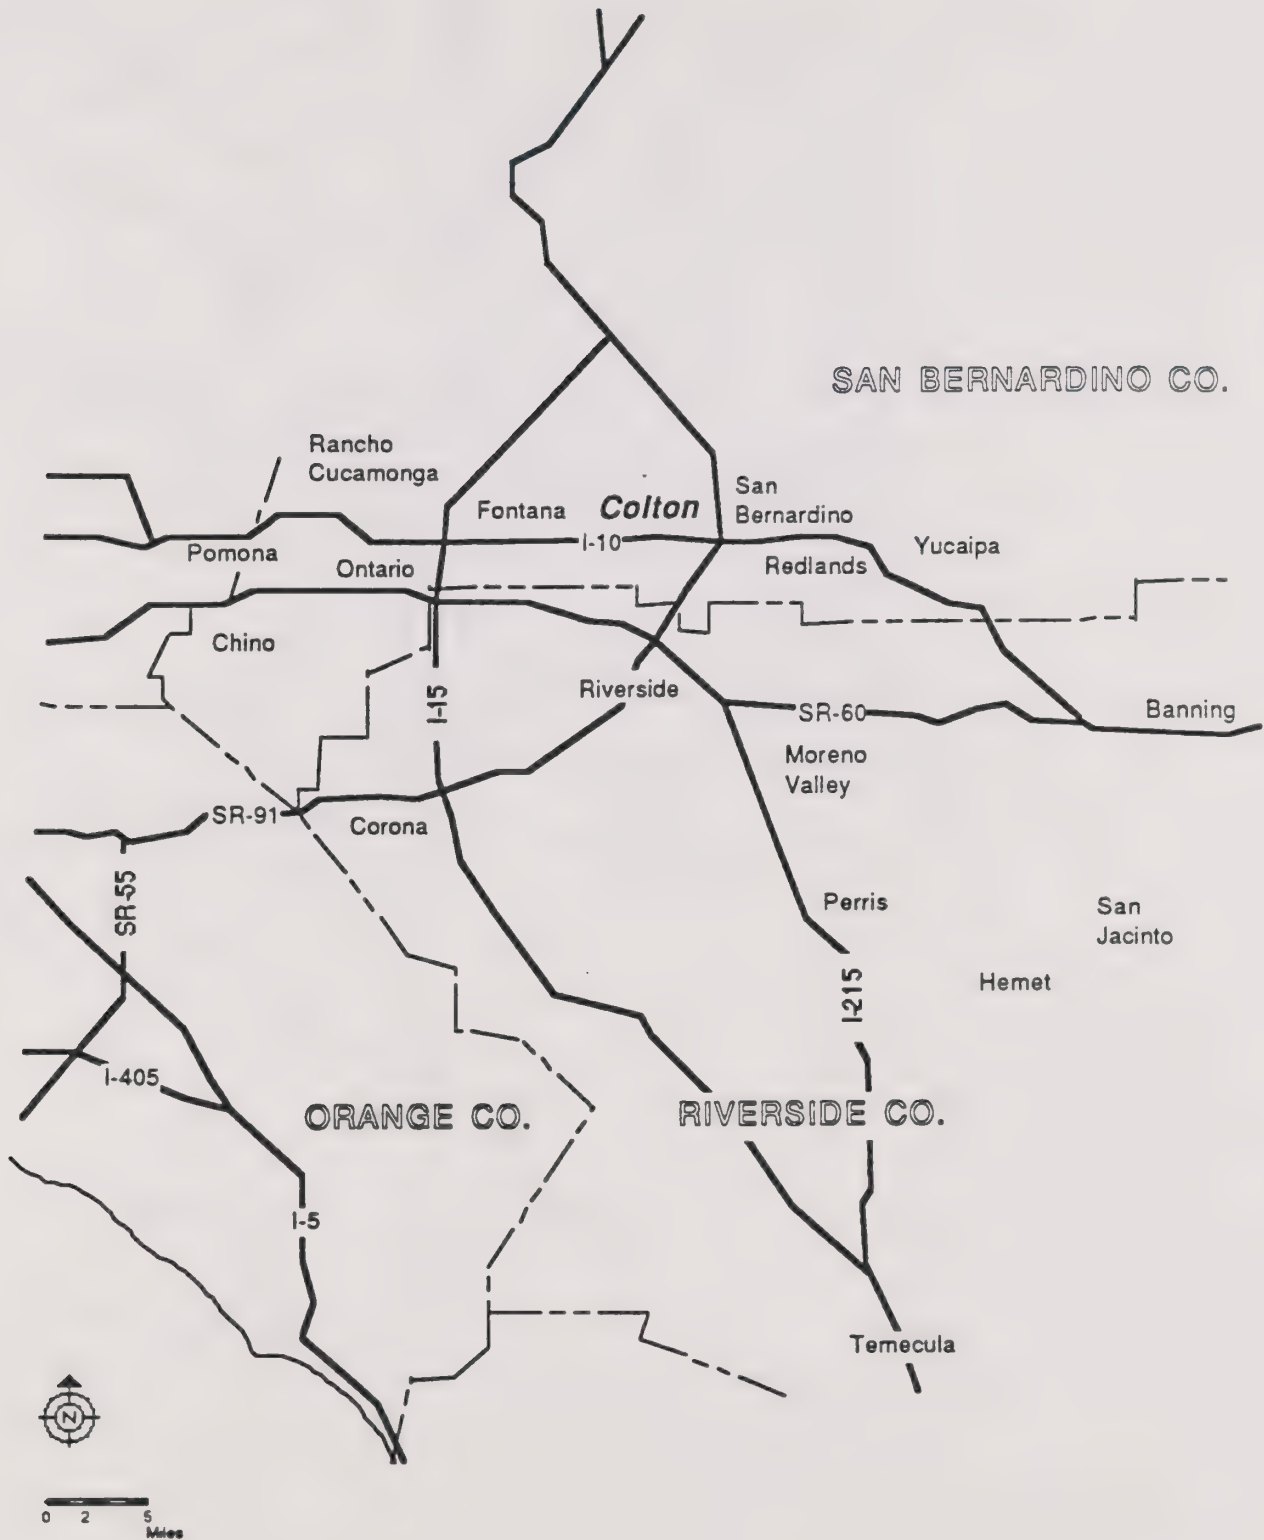 SAN BERNARDINO CO.
Rancho
Cucamonga
Fontana
Colton
San
Bernardino
I-10
Pomona
Ontario
Redlands
Yucaipa
Chino
Riverside
I-15
SR-60
Banning
Moreno
Valley
SR-91
Corona
SR-55
Perris
San
Jacinto
Hemet
I-215
I-405
ORANGE CO.
RIVERSIDE CO.
I-5
Temecula
N
0 2 5
Miles